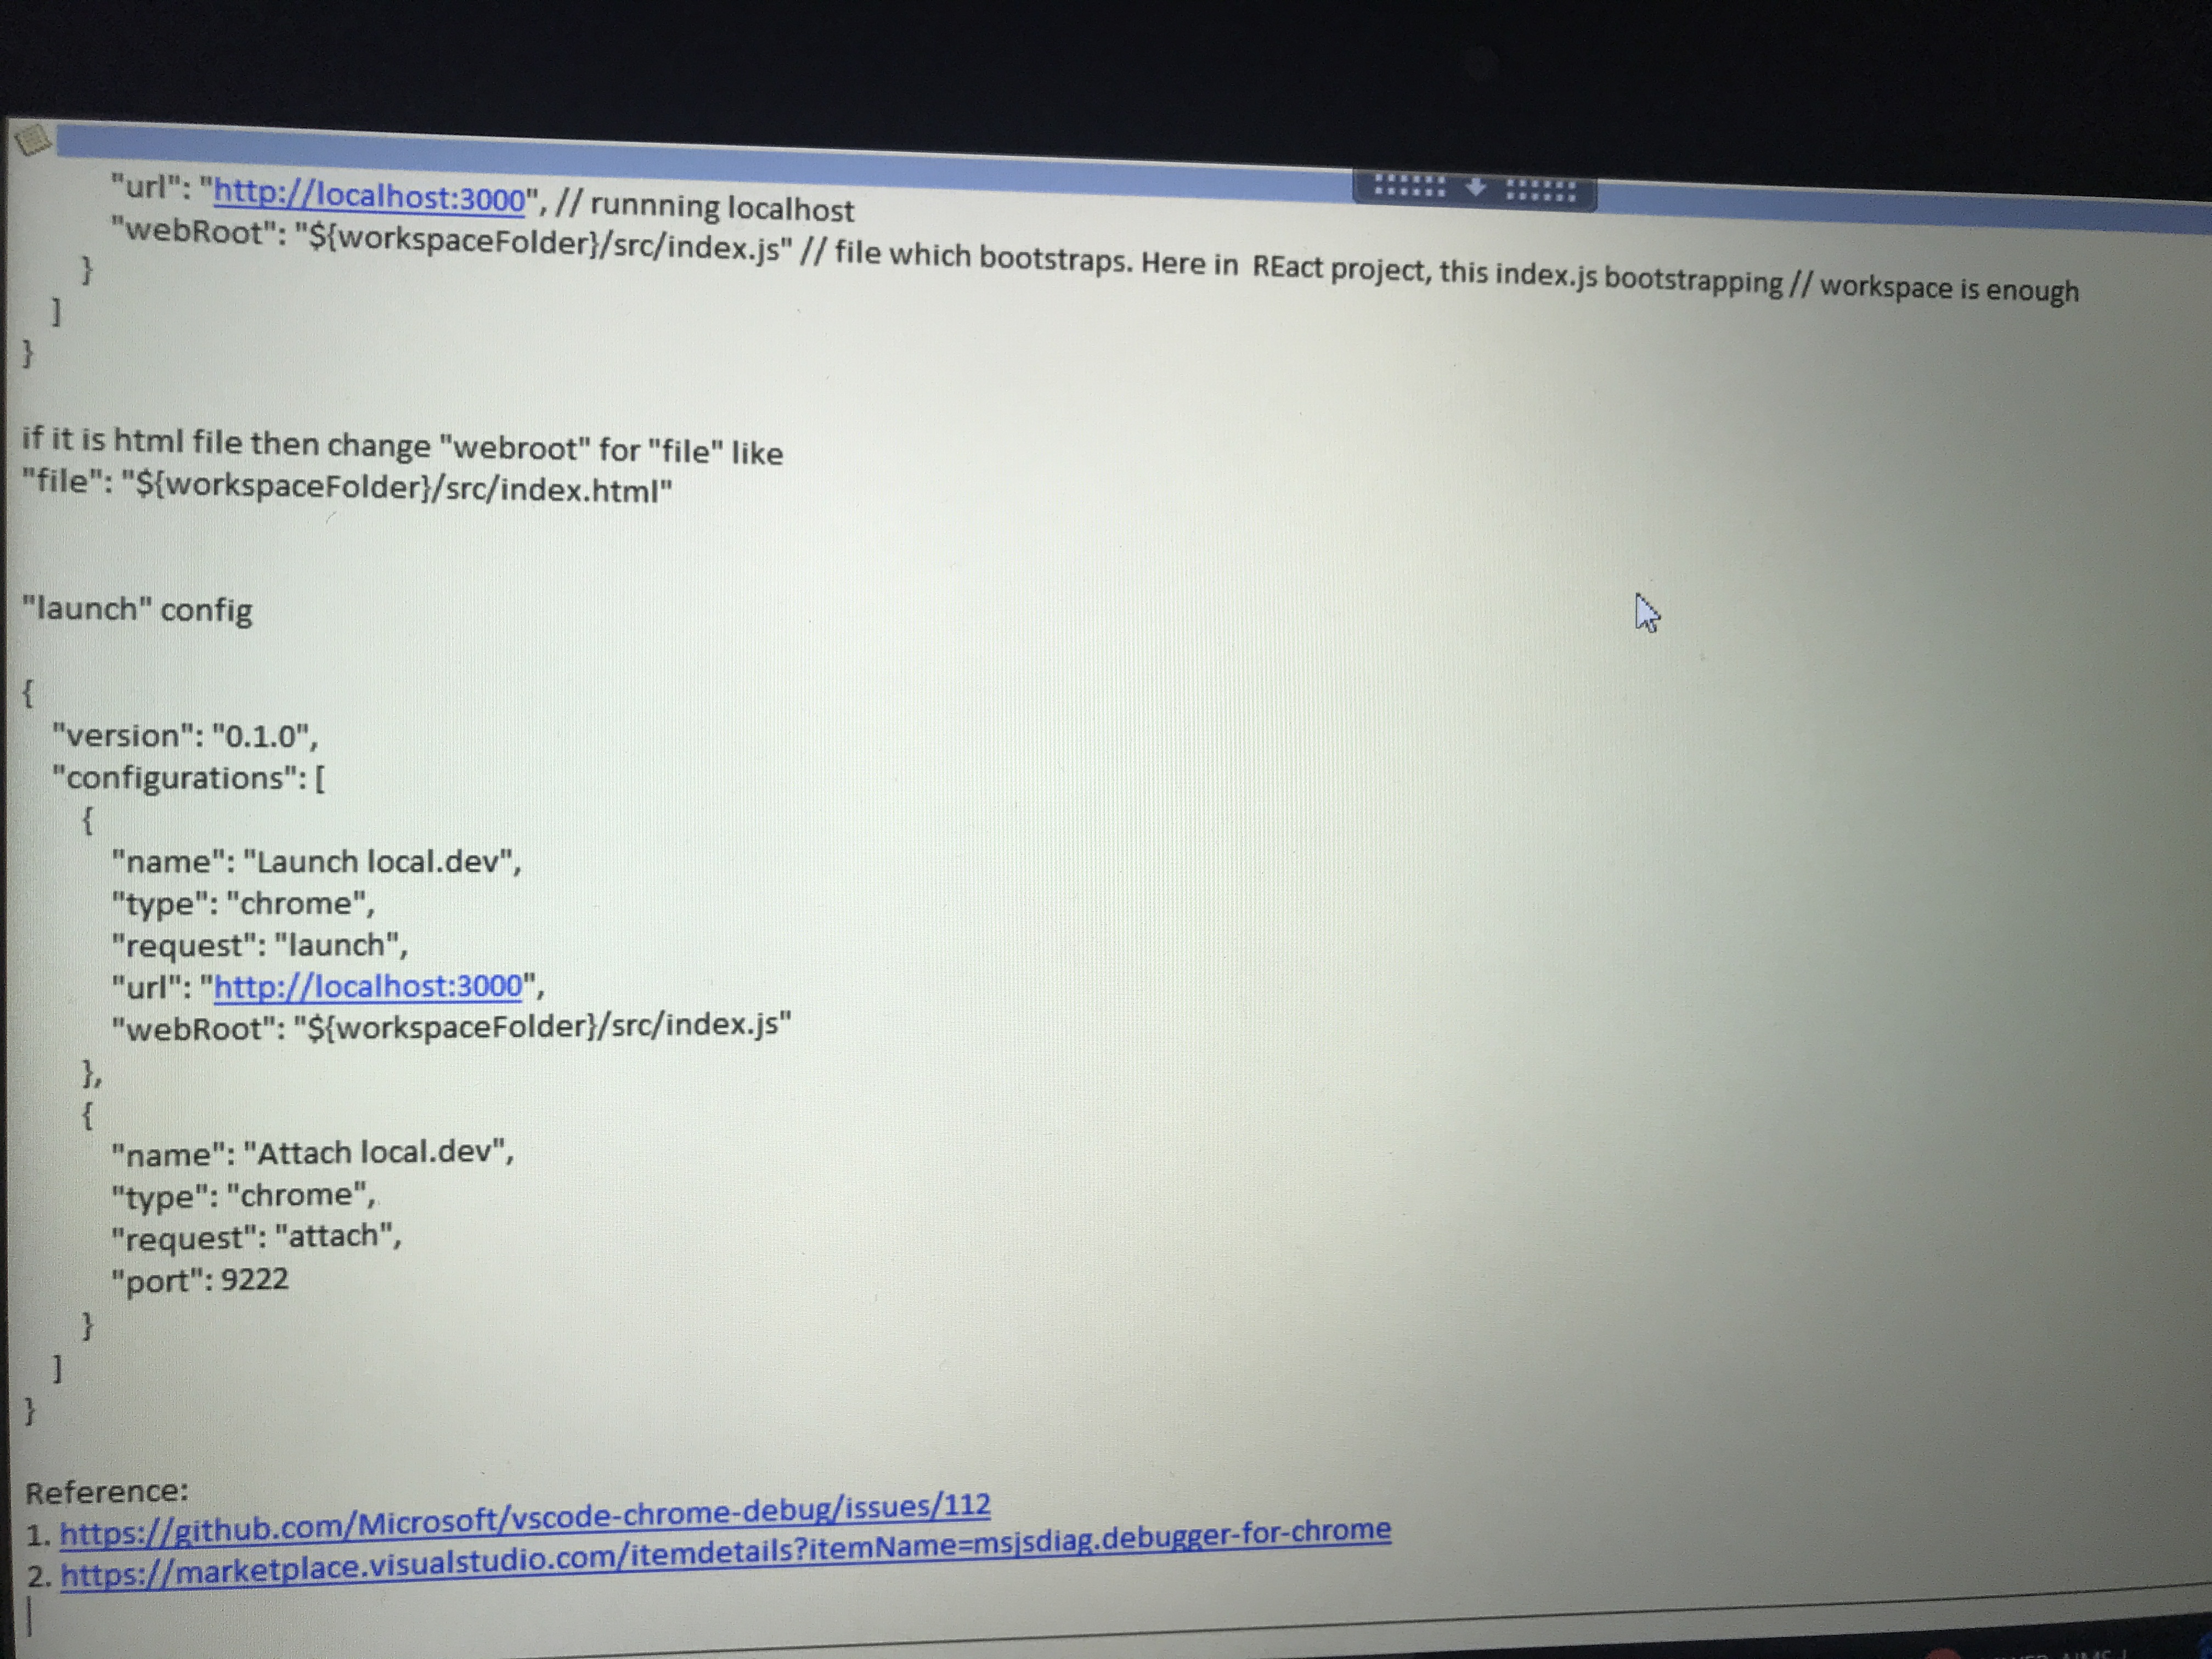 "url": "http://localhost:3000", // runnning localhost
"webRoot": "${workspaceFolder}/src/index.js" // file which bootstraps. Here in  REact project, this index.js bootstrapping // workspace is enough
}
]
}
if it is html file then change "webroot" for "file" like
"file": "${workspaceFolder}/src/index.html"
"launch" config
{
"version": "0.1.0",
"configurations": [
{
"name": "Launch local.dev",
"type": "chrome",
"request": "launch",
"url": "http://localhost:3000",
"webRoot": "${workspaceFolder}/src/index.js"
},
{
"name": "Attach local.dev",
"type": "chrome",
"request": "attach",
"port": 9222
}
]
}
Reference:
1. https://github.com/Microsoft/vscode-chrome-debug/issues/112
2. https://marketplace.visualstudio.com/itemdetails?itemName=msjsdiag.debugger-for-chrome